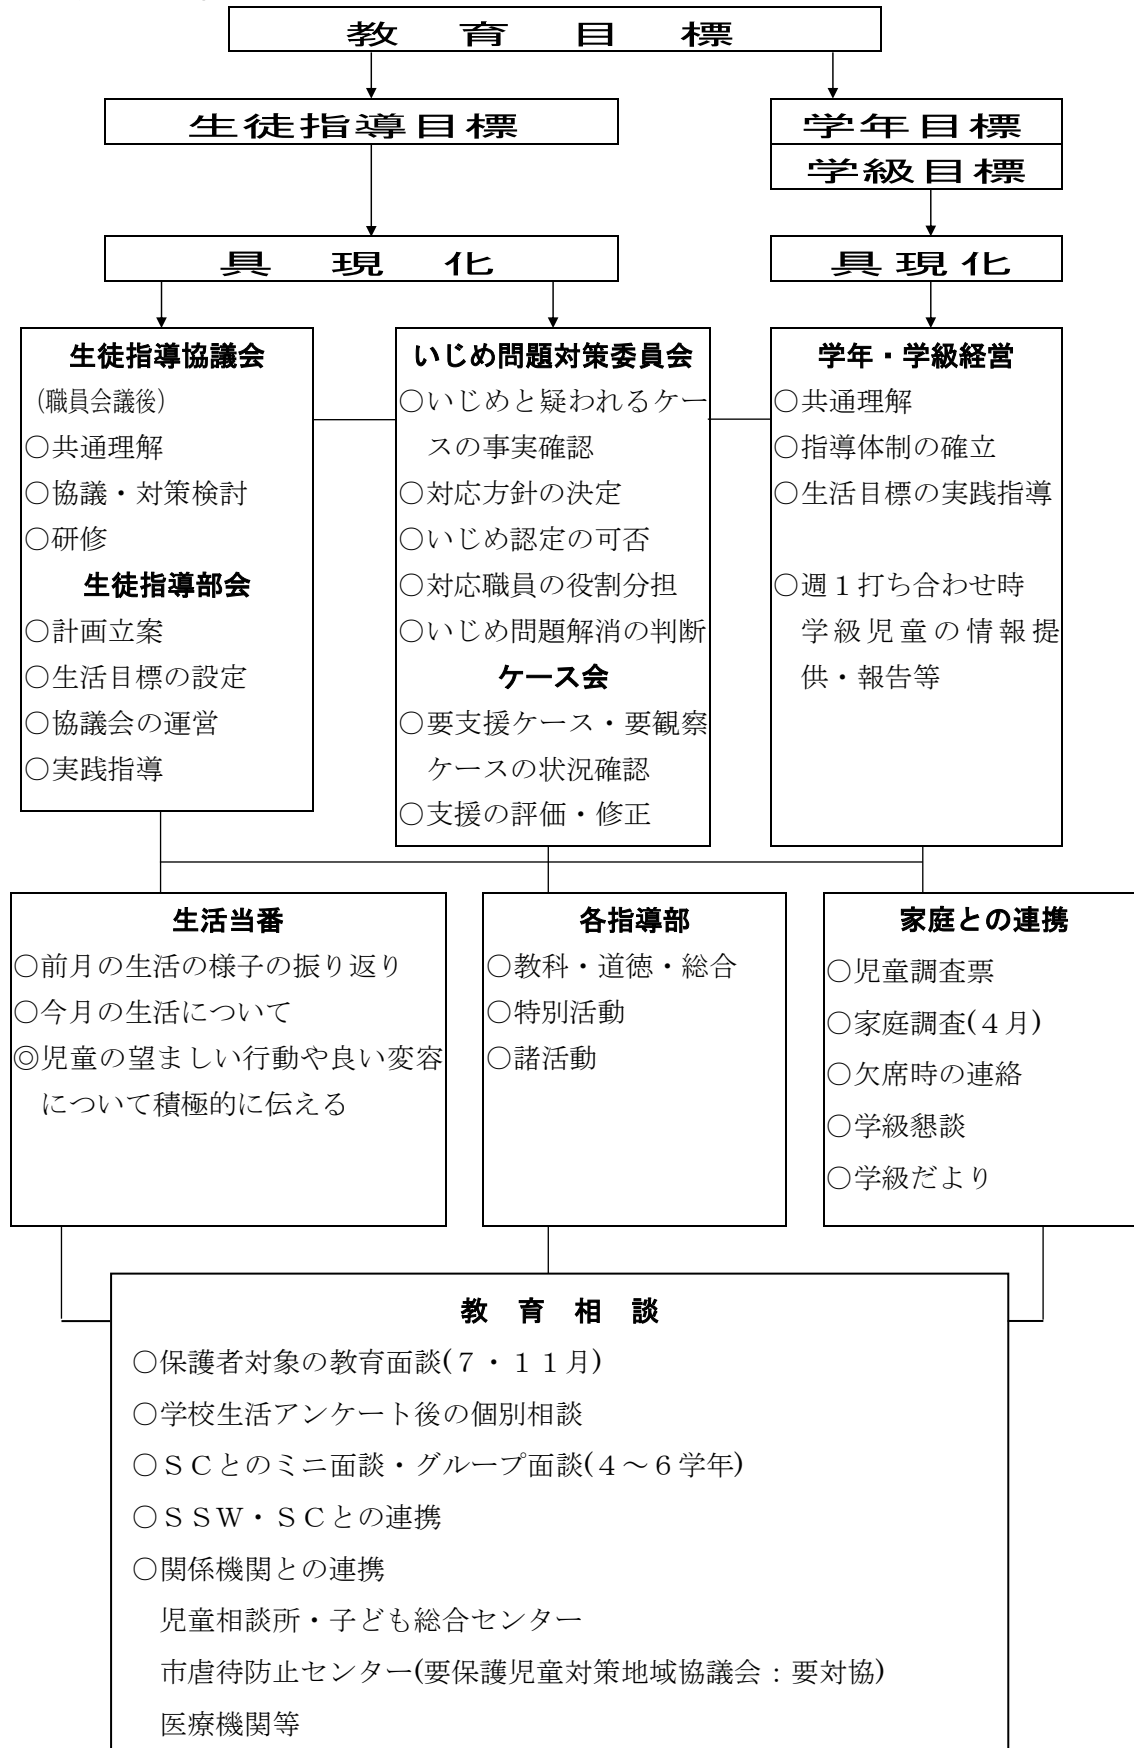 教育目標
生徒指導目標
学年目標
学級目標
具現化
具現化
生徒指導協議会
(職員会議後)
○共通理解
○協議・対策検討
○研修
生徒指導部会
○計画立案
○生活目標の設定
○協議会の運営
○実践指導
いじめ問題対策委員会
○いじめと疑われるケー
スの事実確認
○対応方針の決定
○いじめ認定の可否
○対応職員の役割分担
○いじめ問題解消の判断
ケース会
○要支援ケース・要観察
ケースの状況確認
○支援の評価・修正
学年・学級経営
○共通理解
○指導体制の確立
○生活目標の実践指導
○週1打ち合わせ時
学級児童の情報提
供・報告等
生活当番
○前月の生活の様子の振り返り
○今月の生活について
◎児童の望ましい行動や良い変容
について積極的に伝える
各指導部
○教科・道徳・総合
○特別活動
○諸活動
家庭との連携
○児童調査票
○家庭調査(4月)
○欠席時の連絡
○学級懇談
○学級だより
教育相談
○保護者対象の教育面談(7・11月)
○学校生活アンケート後の個別相談
○SCとのミニ面談・グループ面談(4~6学年)
○SSW・SCとの連携
○関係機関との連携
児童相談所・子ども総合センター
市虐待防止センター(要保護児童対策地域協議会:要対協)
医療機関等